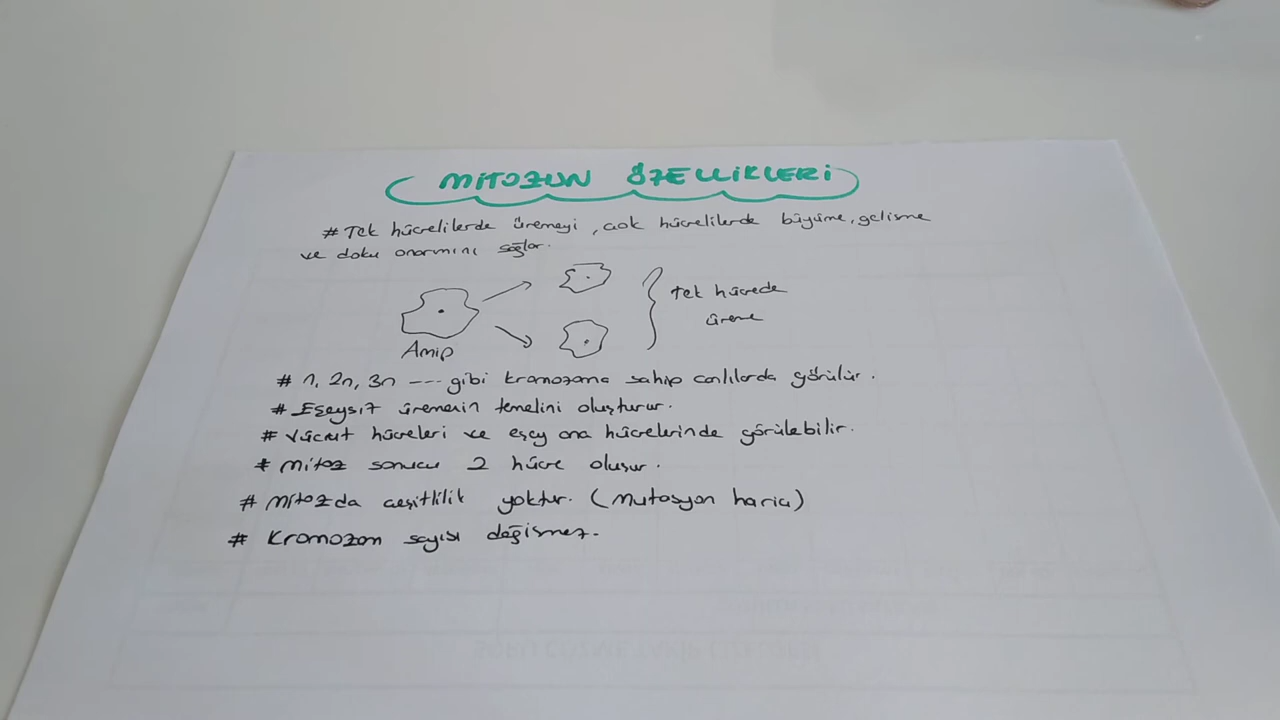 MİTOZUN ÖZELLİKLERİ
# Tek hücrelilerde üremeyi, çok hücrelilerde büyüme, gelişme
ve doku onarımını sağlar.
Tek hücrede
üreme
Amip
# n, 2n, 3n --- gibi kromozoma sahip canlılarda görülür.
# Eşeysiz üremenin temelini oluşturur.
# Vücut hücreleri ve eşey ana hücrelerinde görülebilir.
* Mitoz sonucu 2 hücre oluşur.
# Mitozda çeşitlilik yoktur. (Mutasyon hariç)
# Kromozom sayısı değişmez.